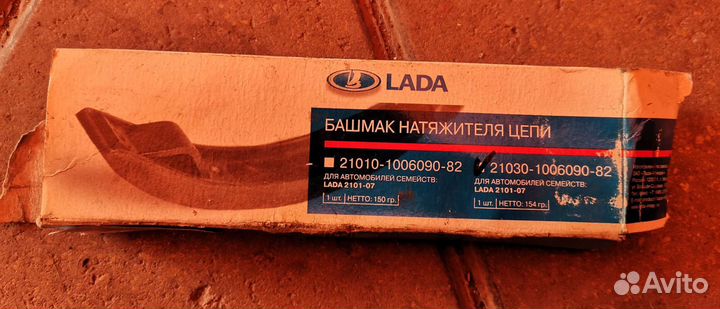 LADA
БАШМАК НАТЯЖИТЕЛЯ ЦЕПИ
21010-1006090-82
ДЛЯ АВТОМОБИЛЕЙ СЕМЕЙСТВ:
LADA 2101-07
1 шт. НЕТТО: 150 гр.
21030-1006090-82
ДЛЯ АВТОМОБИЛЕЙ СЕМЕЙСТВ:
LADA 2101-07
1 шт. НЕТТО: 154 гр.
Avito